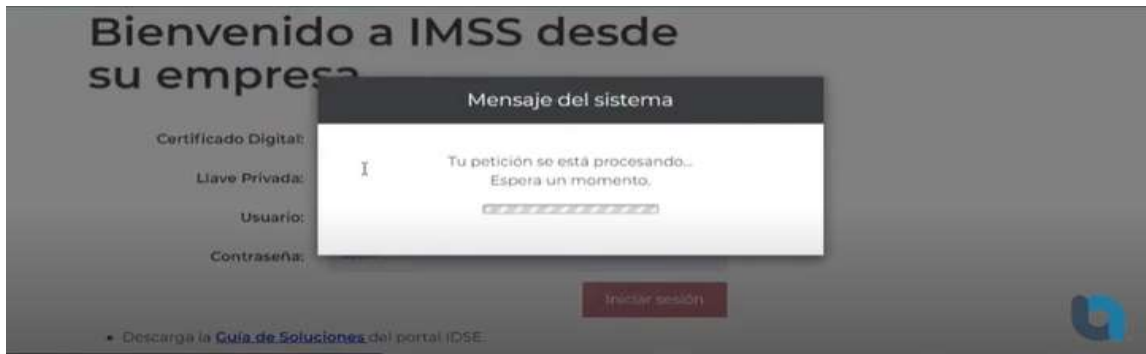 Bienvenido a IMSS desde
su empresa
Mensaje del sistema
Certificado Digital:
Tu petición se está procesando...
Espera un momento.
Llave Privada:
Usuario:
Contraseña:
Iniciar sesión
• Descarga la Guía de Soluciones del portal IDSE.